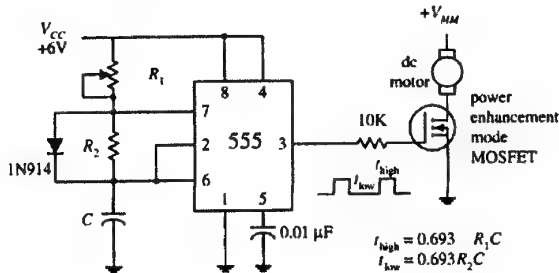 V_CC
+6V
R_1
+V_MM
dc
motor
8 4
7
10K
power
enhancement
mode
MOSFET
R_2
2
555
3
1N914
6
t_high
t_low
C
1 5
0.01 μF
t_high = 0.693 R_1C
t_low = 0.693R_2C